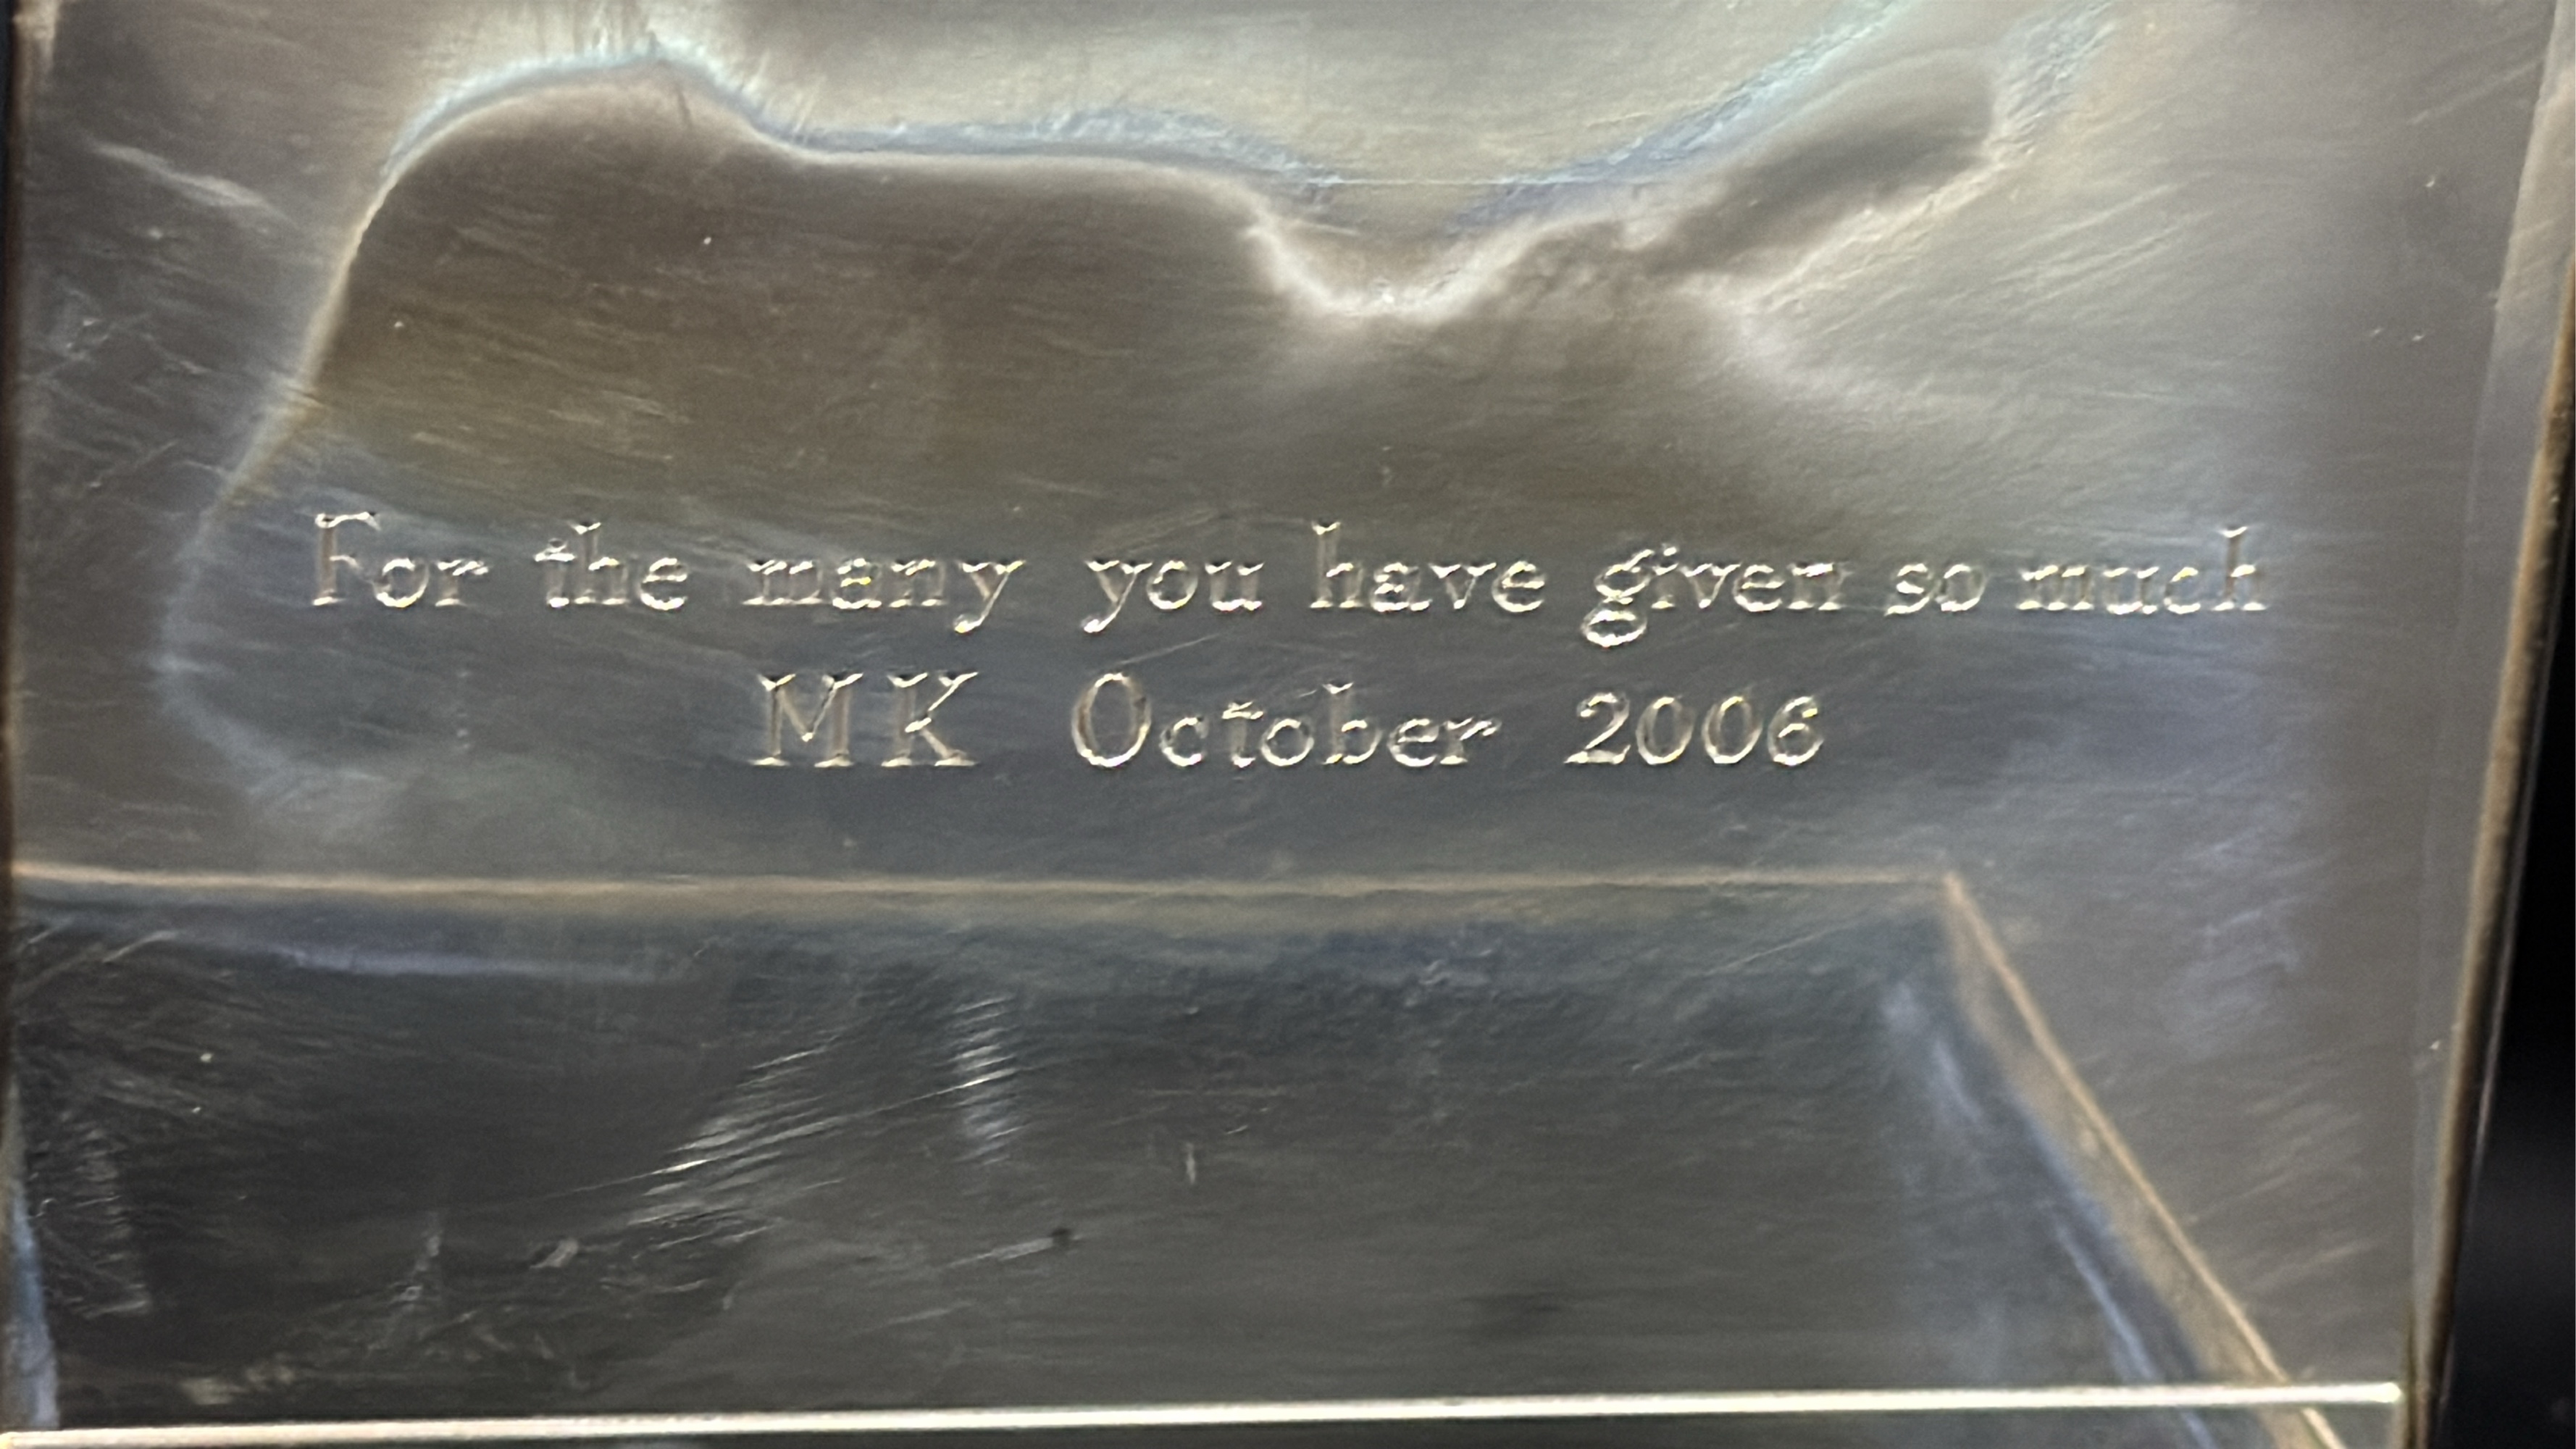 For the many you have given so much
MK October 2006